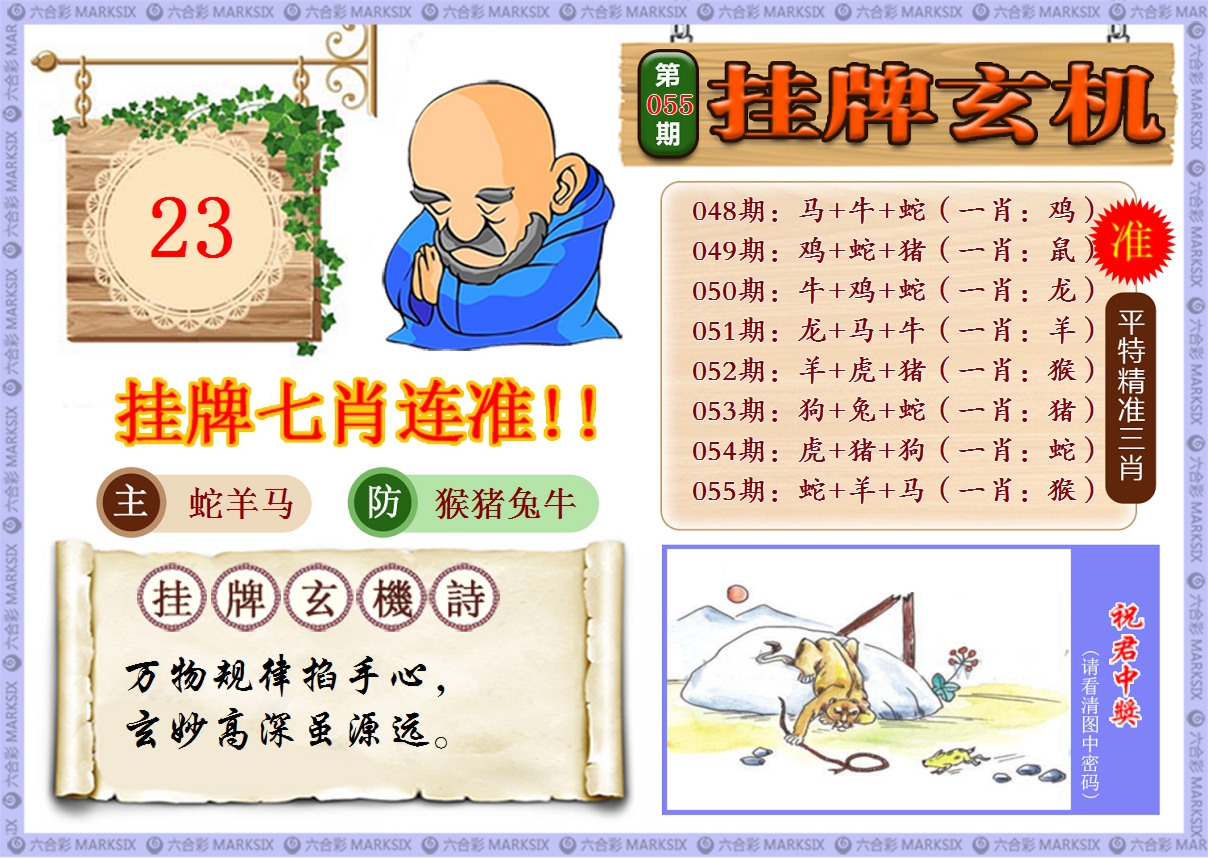 六合彩 MARKSIX
第
055
期
挂牌玄机
23
048期：马+牛+蛇（一肖：鸡）
049期：鸡+蛇+猪（一肖：鼠）
050期：牛+鸡+蛇（一肖：龙）
051期：龙+马+牛（一肖：羊）
052期：羊+虎+猪（一肖：猴）
053期：狗+兔+蛇（一肖：猪）
054期：虎+猪+狗（一肖：蛇）
055期：蛇+羊+马（一肖：猴）
准
平特精准三肖
挂牌七肖连准!!
主 蛇羊马
防 猴猪兔牛
挂牌玄機詩
万物规律掐手心，
玄妙高深虽源远。
祝君中奖
（请看清图中密码）